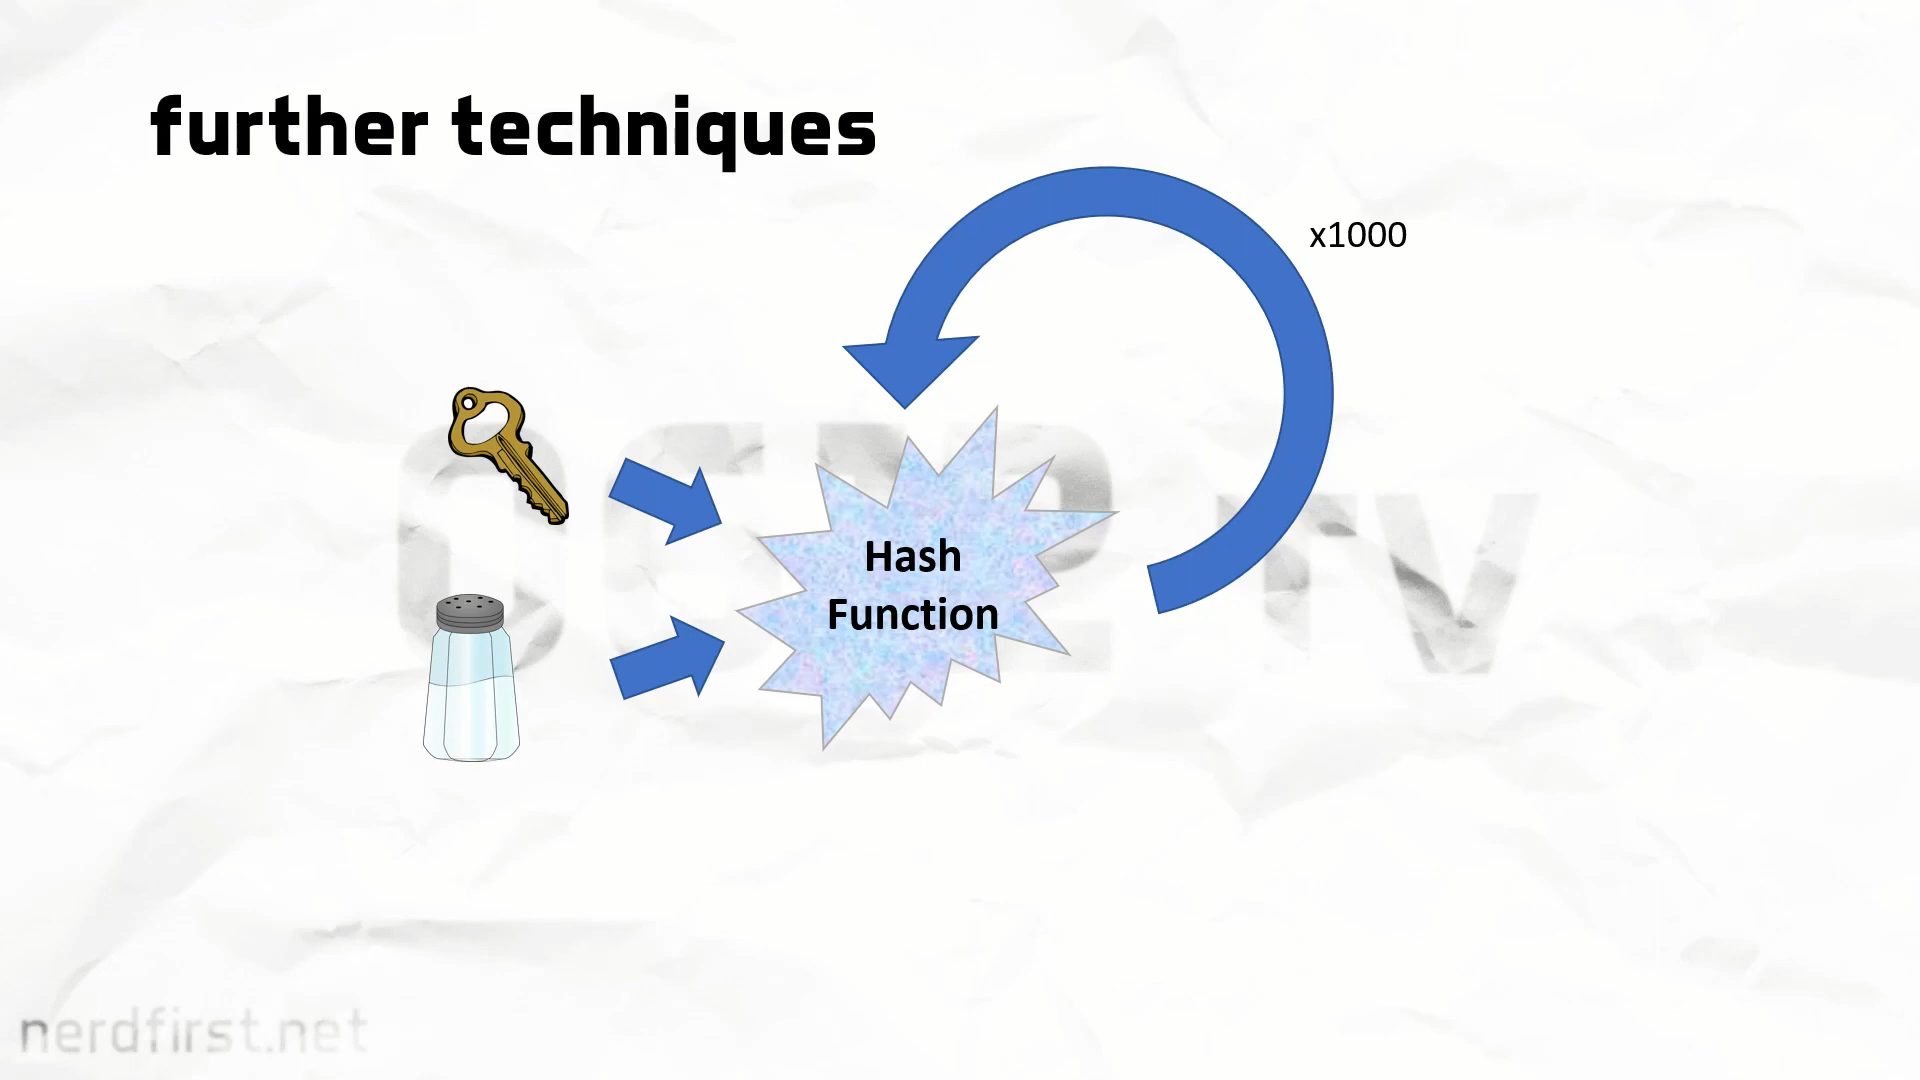 further techniques
x1000
Hash
Function
nerdfirst.net